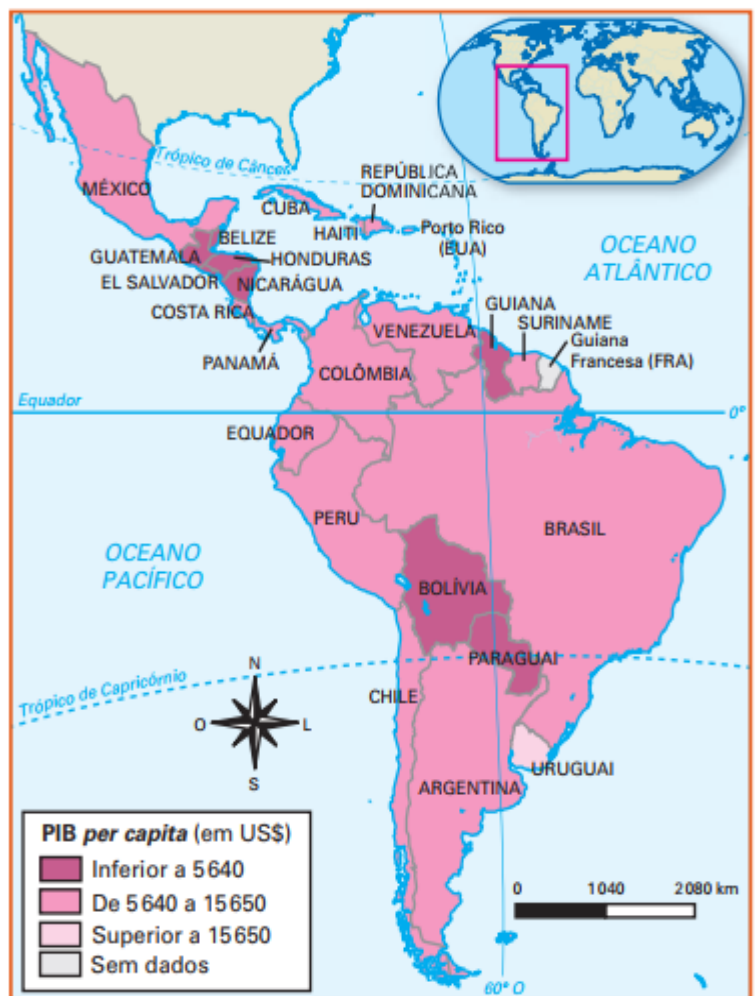 Trópico de Câncer
MÉXICO
CUBA
REPÚBLICA
DOMINICANA
HAITI
Porto Rico
(EUA)
BELIZE
GUATEMALA
HONDURAS
EL SALVADOR
NICARÁGUA
COSTA RICA
PANAMÁ
OCEANO
ATLÂNTICO
VENEZUELA
GUIANA
SURINAME
Guiana
Francesa (FRA)
COLÔMBIA
Equador
0°
EQUADOR
PERU
BRASIL
OCEANO
PACÍFICO
BOLÍVIA
PARAGUAI
Trópico de Capricórnio
CHILE
N
O
L
S
URUGUAI
ARGENTINA
PIB per capita (em US$)
Inferior a 5 640
De 5 640 a 15 650
Superior a 15 650
Sem dados
0 1040 2080 km
60° O